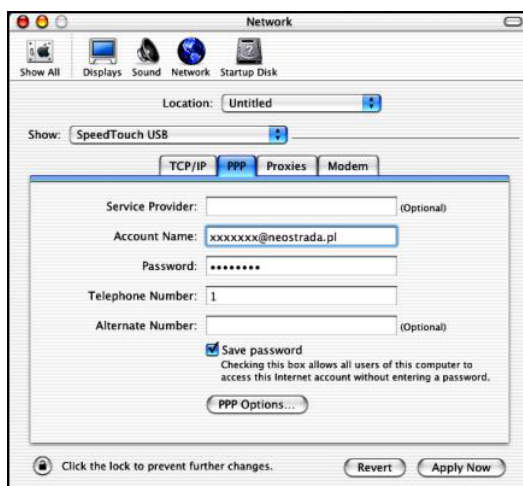 Network
Show All Displays Sound Network Startup Disk
Location: Untitled
Show: SpeedTouch USB
TCP/IP PPP Proxies Modem
Service Provider: (Optional)
Account Name: xxxxxxx@neostrada.pl
Password: ••••••••
Telephone Number: 1
Alternate Number: (Optional)
Save password
Checking this box allows all users of this computer to
access this Internet account without entering a password.
PPP Options...
Click the lock to prevent further changes. Revert Apply Now